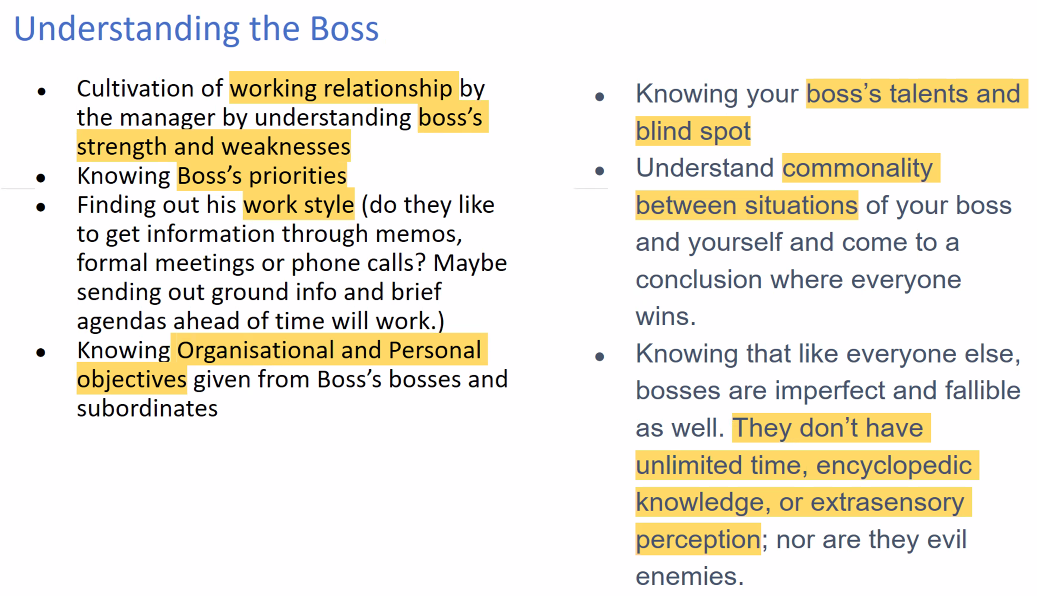 Understanding the Boss
• Cultivation of working relationship by
the manager by understanding boss's
strength and weaknesses
• Knowing Boss's priorities
• Finding out his work style (do they like
to get information through memos,
formal meetings or phone calls? Maybe
sending out ground info and brief
agendas ahead of time will work.)
• Knowing Organisational and Personal
objectives given from Boss's bosses and
subordinates
• Knowing your boss's talents and
blind spot
• Understand commonality
between situations of your boss
and yourself and come to a
conclusion where everyone
wins.
• Knowing that like everyone else,
bosses are imperfect and fallible
as well. They don't have
unlimited time, encyclopedic
knowledge, or extrasensory
perception; nor are they evil
enemies.